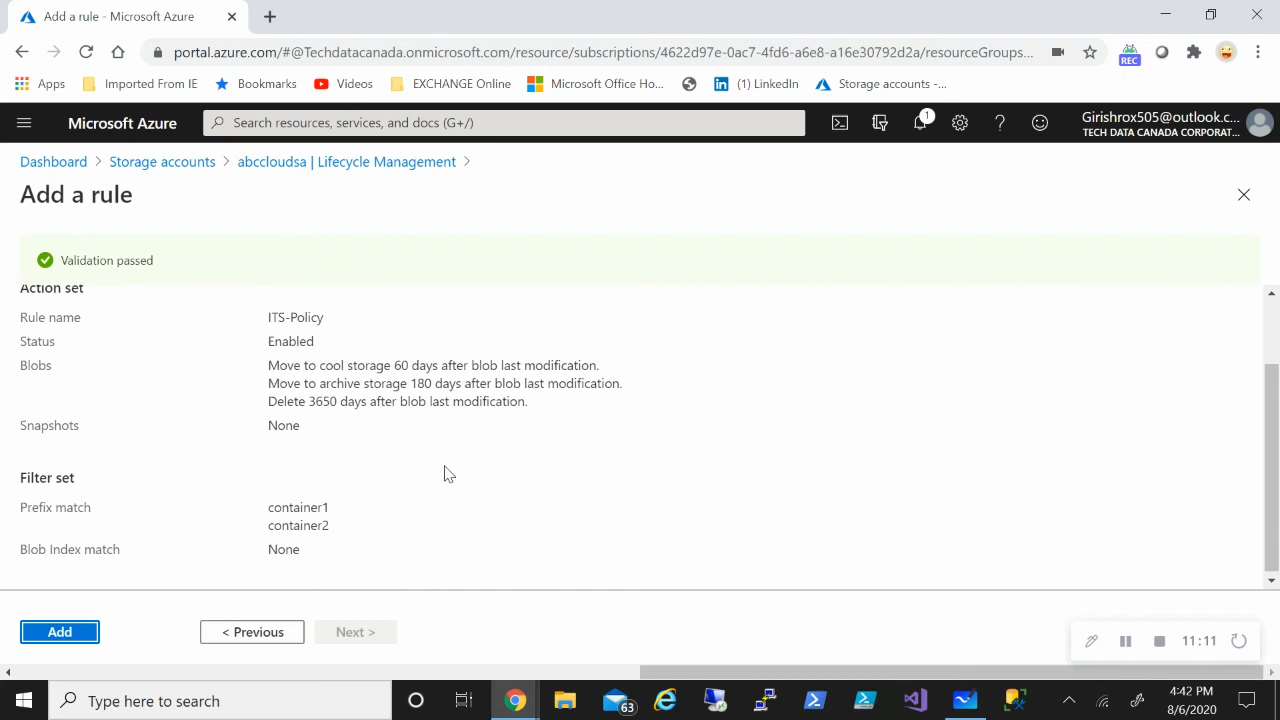 Add a rule - Microsoft Azure
portal.azure.com/#@Techdatacanada.onmicrosoft.com/resource/subscriptions/4622d97e-0ac7-4fd6-a6e8-a16e30792d2a/resourceGroups...
REC
Apps Imported From IE Bookmarks Videos EXCHANGE Online Microsoft Office Ho... (1) LinkedIn Storage accounts -...
Microsoft Azure
Search resources, services, and docs (G+/)
1
Girishrox505@outlook.c...
TECH DATA CANADA CORPORAT...
Dashboard > Storage accounts > abccloudsa | Lifecycle Management >
Add a rule
Validation passed
Action set
Rule name ITS-Policy
Status Enabled
Blobs Move to cool storage 60 days after blob last modification.
Move to archive storage 180 days after blob last modification.
Delete 3650 days after blob last modification.
Snapshots None
Filter set
Prefix match container1
container2
Blob Index match None
Add < Previous Next >
11:11
Type here to search
63
4:42 PM
8/6/2020